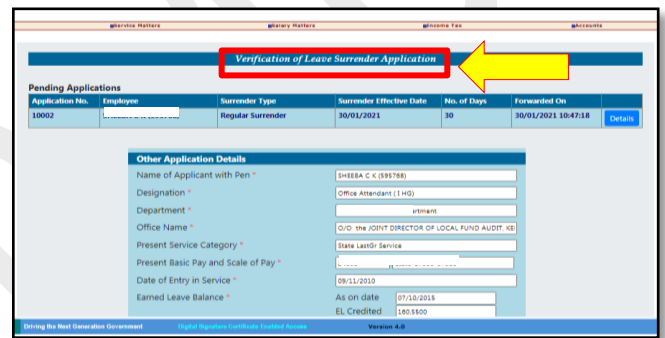 Service Matters Salary Matters Income Tax Accounts
Verification of Leave Surrender Application
Pending Applications
Application No. Employee Surrender Type Surrender Effective Date No. of Days Forwarded On
10002 Regular Surrender 30/01/2021 30 30/01/2021 10:47:18 Details
Other Application Details
Name of Applicant with Pen * SHEEBA C K (595768)
Designation * Office Attendant ( I HG)
Department * irtment
Office Name * O/O the JOINT DIRECTOR OF LOCAL FUND AUDIT. KE
Present Service Category * State LastGr Service
Present Basic Pay and Scale of Pay *
Date of Entry in Service * 09/11/2010
Earned Leave Balance * As on date 07/10/2015
EL Credited 160.5500
Driving the Next Generation Government Digital Signature Certificate Enabled Access Version 4.0